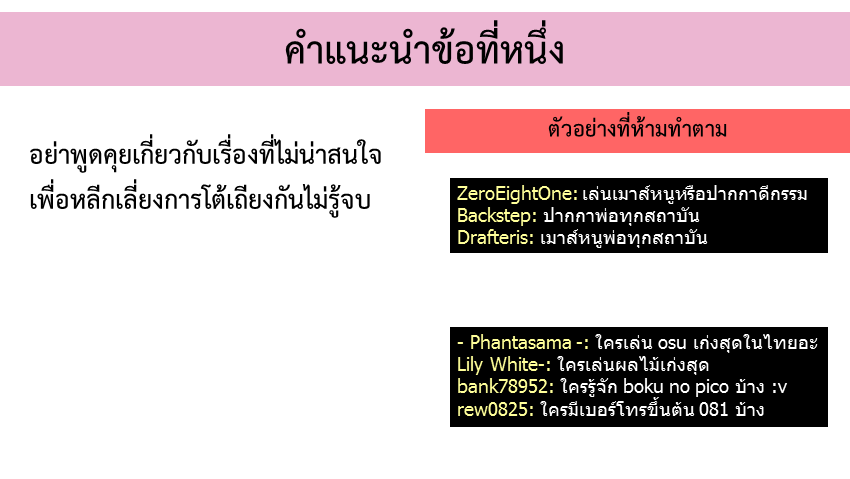 คำแนะนำข้อที่หนึ่ง
อย่าพูดคุยเกี่ยวกับเรื่องที่ไม่น่าสนใจ
เพื่อหลีกเลี่ยงการโต้เถียงกันไม่รู้จบ
ตัวอย่างที่ห้ามทำตาม
ZeroEightOne: เล่นเมาส์หนูหรือปากกาดีกรรม
Backstep: ปากกาพ่อทุกสถาบัน
Drafteris: เมาส์หนูพ่อทุกสถาบัน
- Phantasama -: ใครเล่น osu เก่งสุดในไทยอะ
Lily White-: ใครเล่นผลไม้เก่งสุด
bank78952: ใครรู้จัก boku no pico บ้าง :v
rew0825: ใครมีเบอร์โทรขึ้นต้น 081 บ้าง